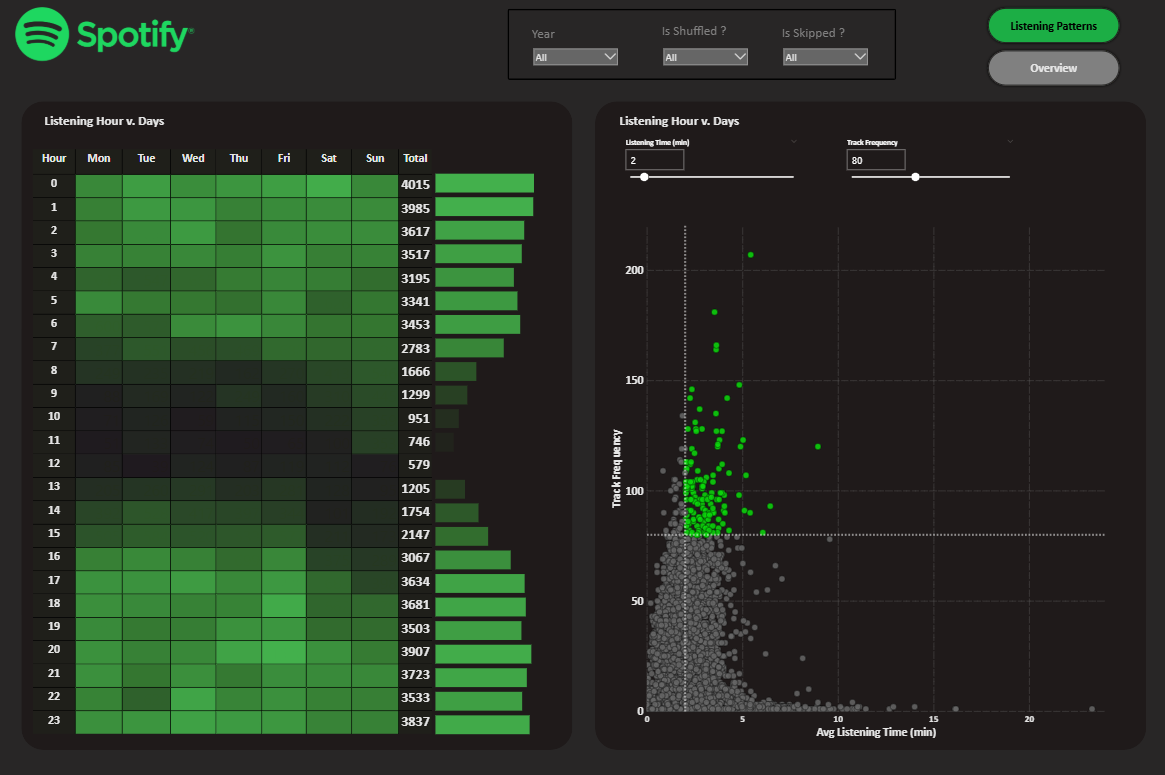 Spotify
Year Is Shuffled ? Is Skipped ?
All All All
Listening Patterns
Overview
Listening Hour v. Days
Hour Mon Tue Wed Thu Fri Sat Sun Total
0 4015
1 3985
2 3617
3 3517
4 3195
5 3341
6 3453
7 2783
8 1666
9 1299
10 951
11 746
12 579
13 1205
14 1754
15 2147
16 3067
17 3634
18 3681
19 3503
20 3907
21 3723
22 3533
23 3837
Listening Hour v. Days
Listening Time (min) Track Frequency
2 80
Track Frequency
200
150
100
50
0
0 5 10 15 20
Avg Listening Time (min)